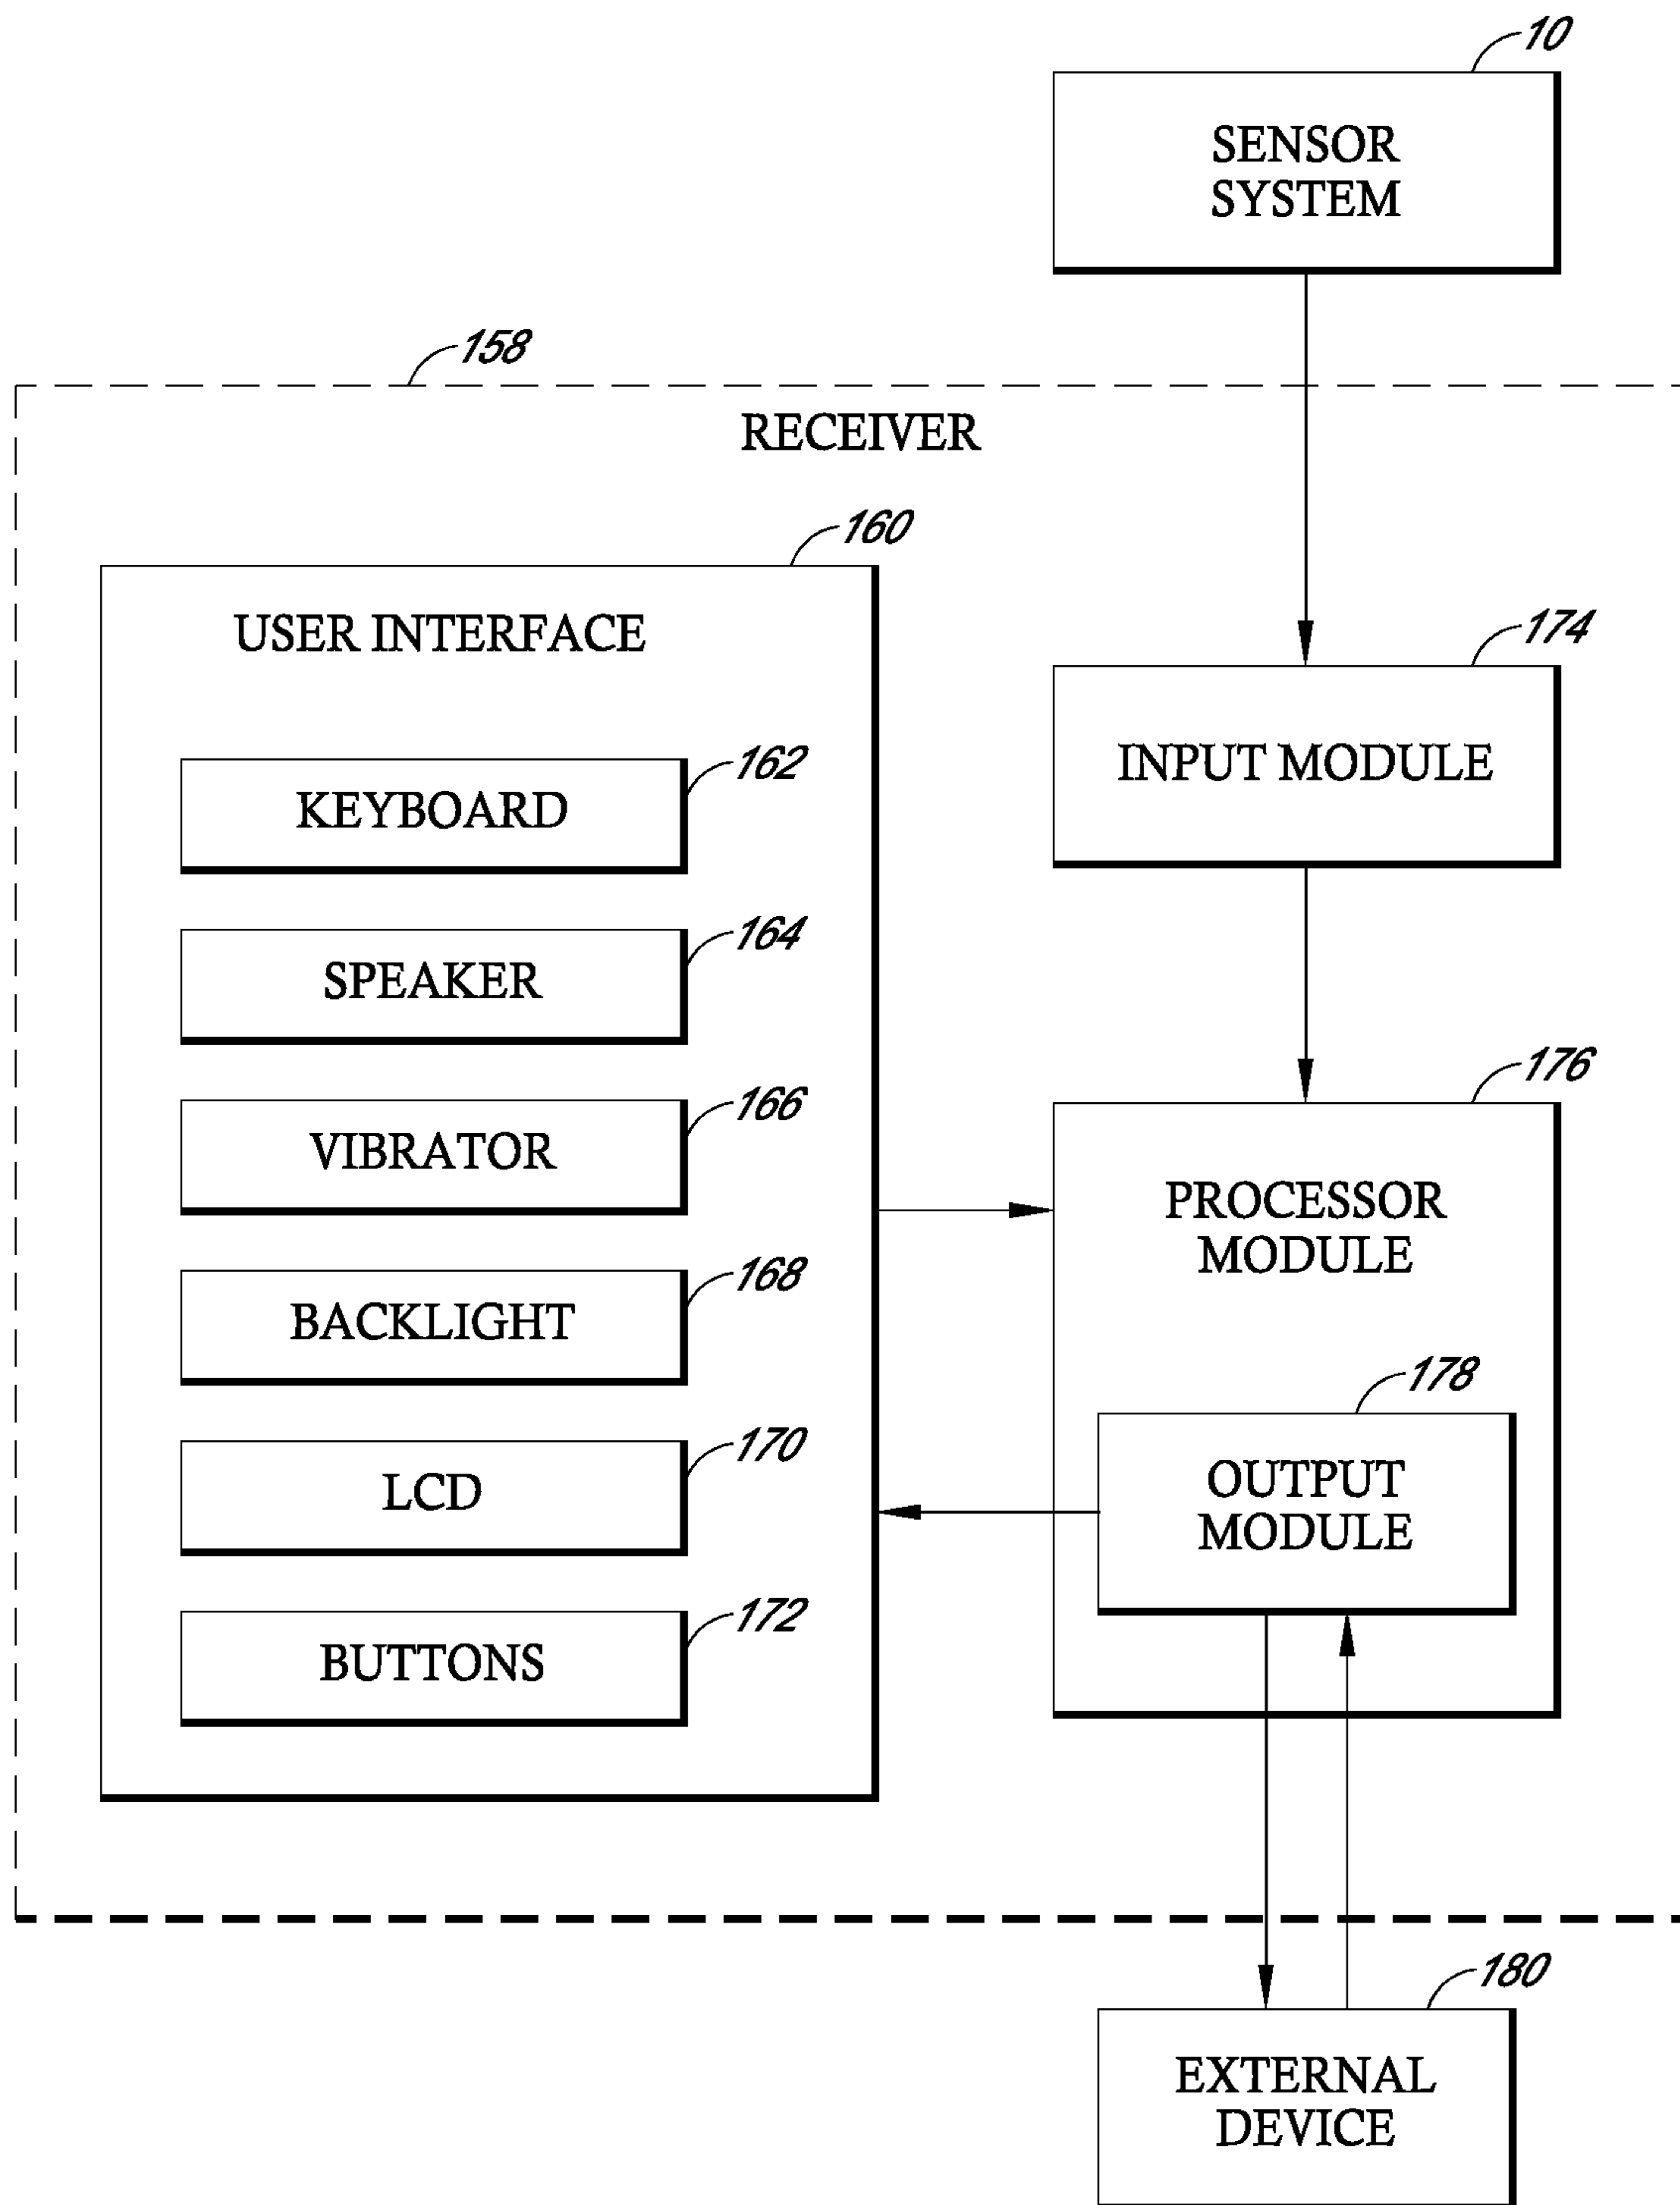 10
SENSOR
SYSTEM
158
RECEIVER
160
USER INTERFACE
174
INPUT MODULE
162
KEYBOARD
164
SPEAKER
166
VIBRATOR
168
BACKLIGHT
170
LCD
172
BUTTONS
176
PROCESSOR
MODULE
178
OUTPUT
MODULE
180
EXTERNAL
DEVICE